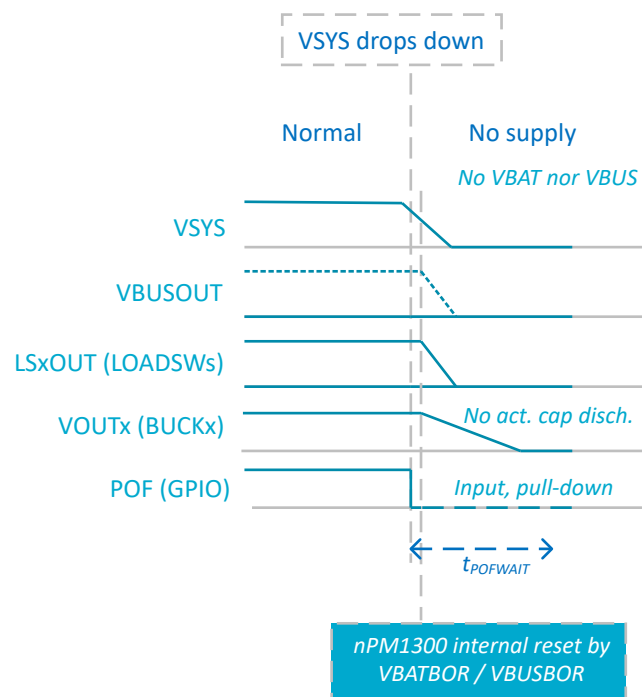 VSYS drops down
Normal
No supply
No VBAT nor VBUS
VSYS
VBUSOUT
LSxOUT (LOADSWs)
VOUTx (BUCKx)
No act. cap disch.
POF (GPIO)
Input, pull-down
tPOFWAIT
nPM1300 internal reset by
VBATBOR / VBUSBOR